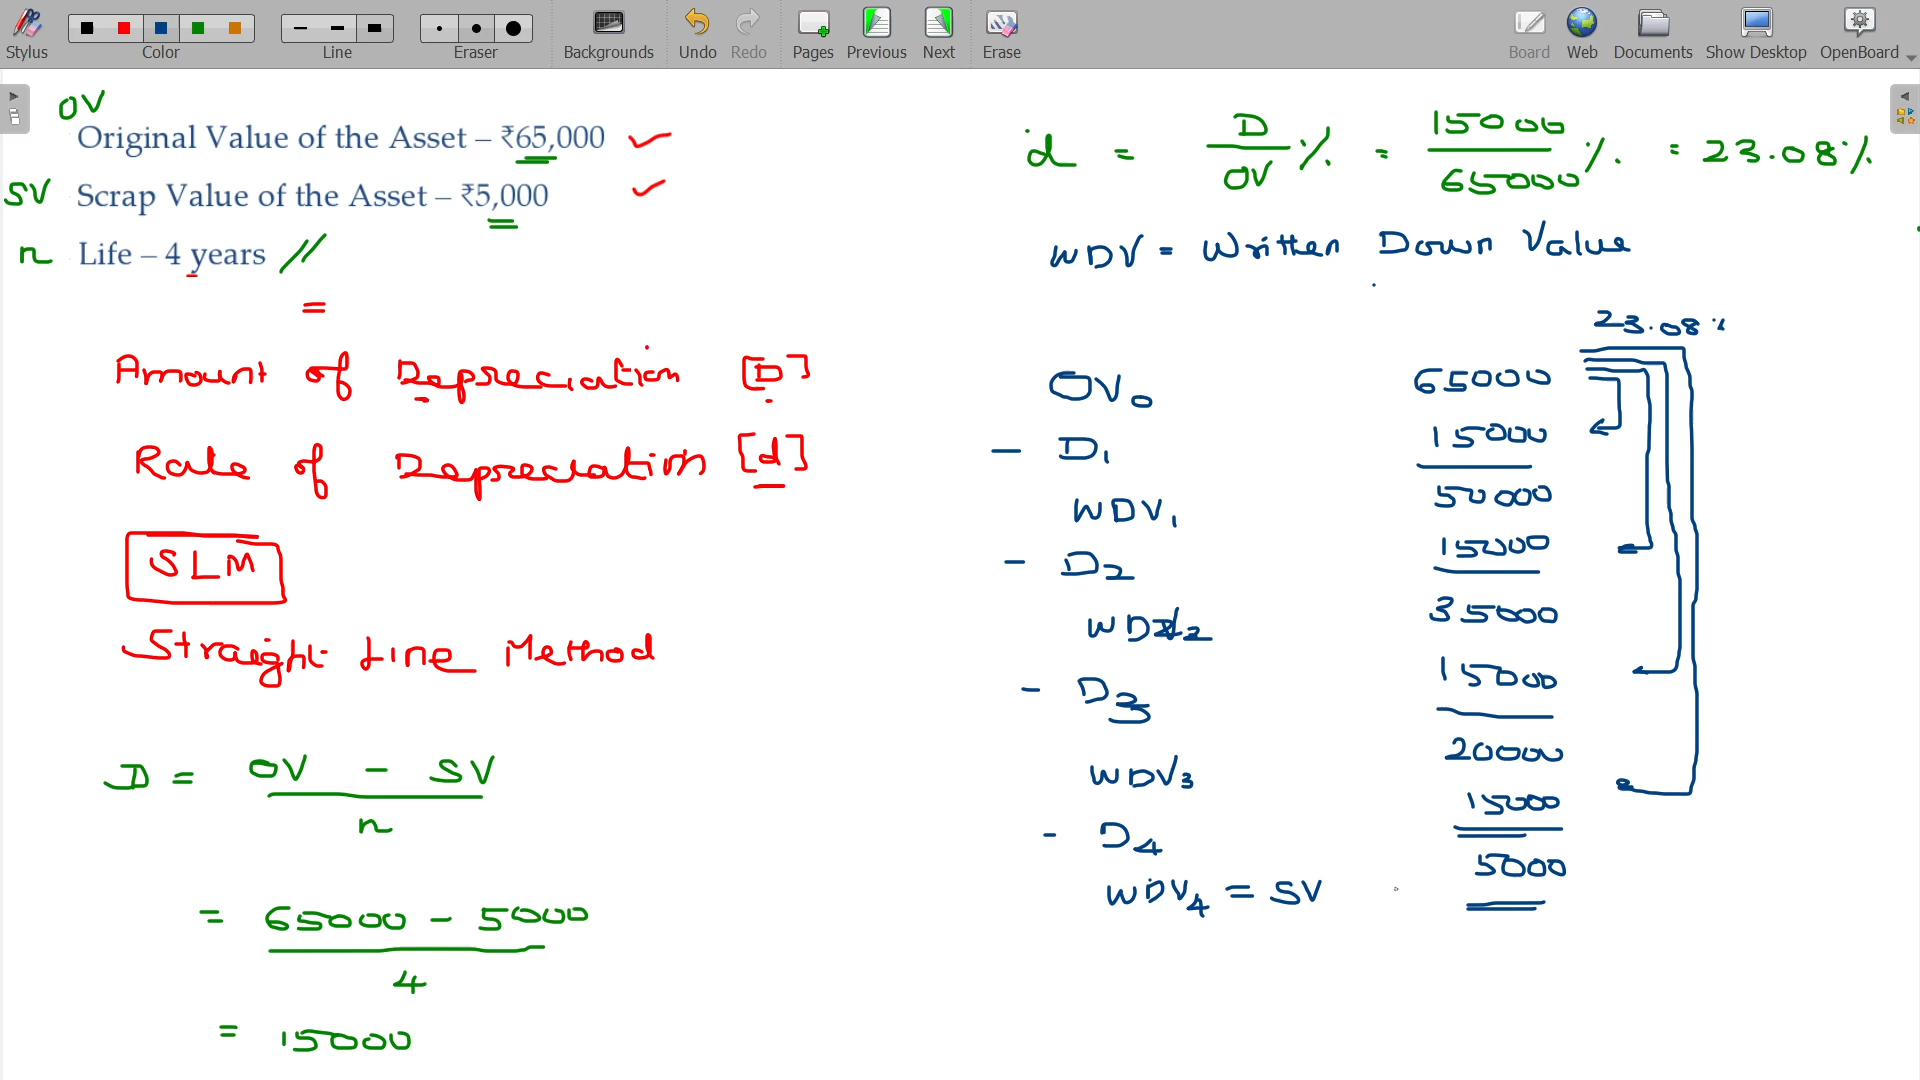 Stylus Color Line Eraser Backgrounds Undo Redo Pages Previous Next Erase Board Web Documents Show Desktop OpenBoard
OV
Original Value of the Asset – ₹65,000
SV Scrap Value of the Asset – ₹5,000
n Life – 4 years
=
Amount of Depreciation [D]
Rate of Depreciation [d]
SLM
Straight Line Method
D = OV - SV
n
= 65000 - 5000
4
= 15000
d = D/OV % = 15000/65000 % = 23.08%
WDV = Written Down Value
23.08%
OV0 65000
- D1 15000
WDV1 50000
- D2 15000
WDV2 35000
- D3 15000
WDV3 20000
- D4 15000
WDV4 = SV 5000